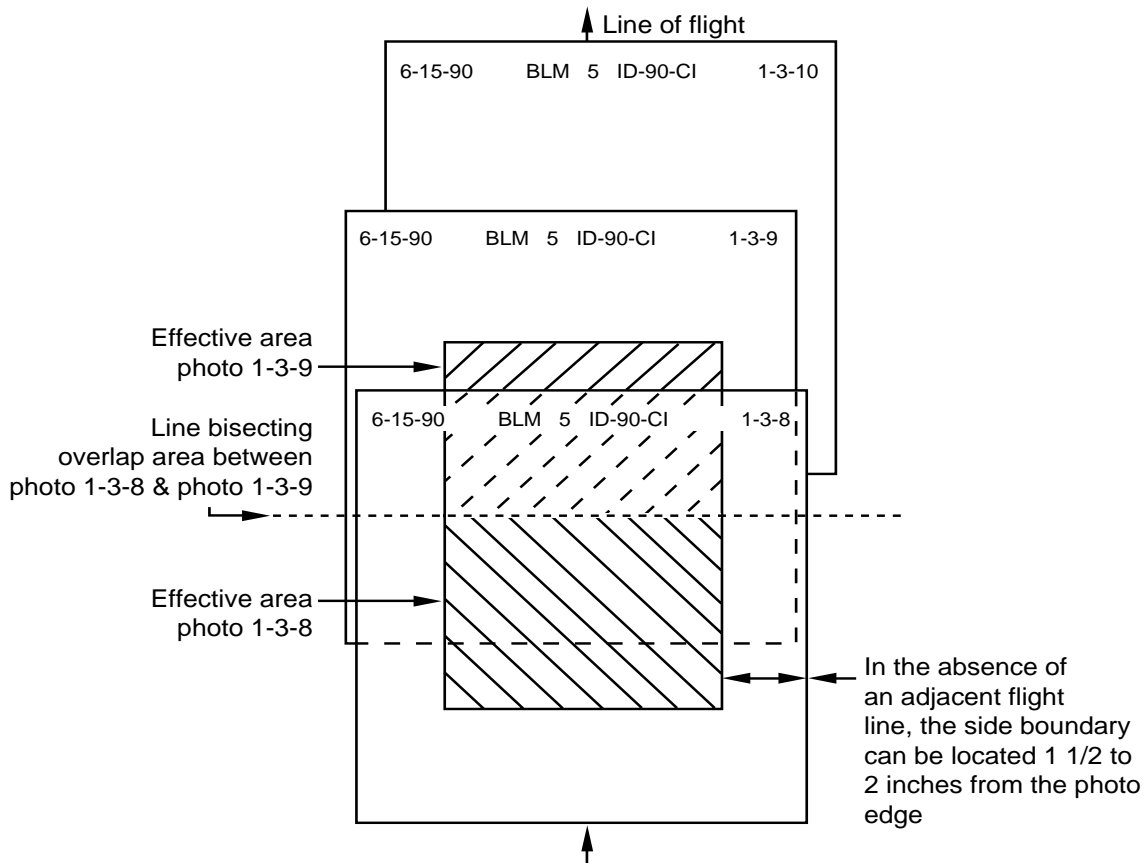 Line of flight
6-15-90 BLM 5 ID-90-CI 1-3-10
6-15-90 BLM 5 ID-90-CI 1-3-9
Effective area
photo 1-3-9
6-15-90 BLM 5 ID-90-CI 1-3-8
Line bisecting
overlap area between
photo 1-3-8 & photo 1-3-9
Effective area
photo 1-3-8
In the absence of
an adjacent flight
line, the side boundary
can be located 1 1/2 to
2 inches from the photo
edge